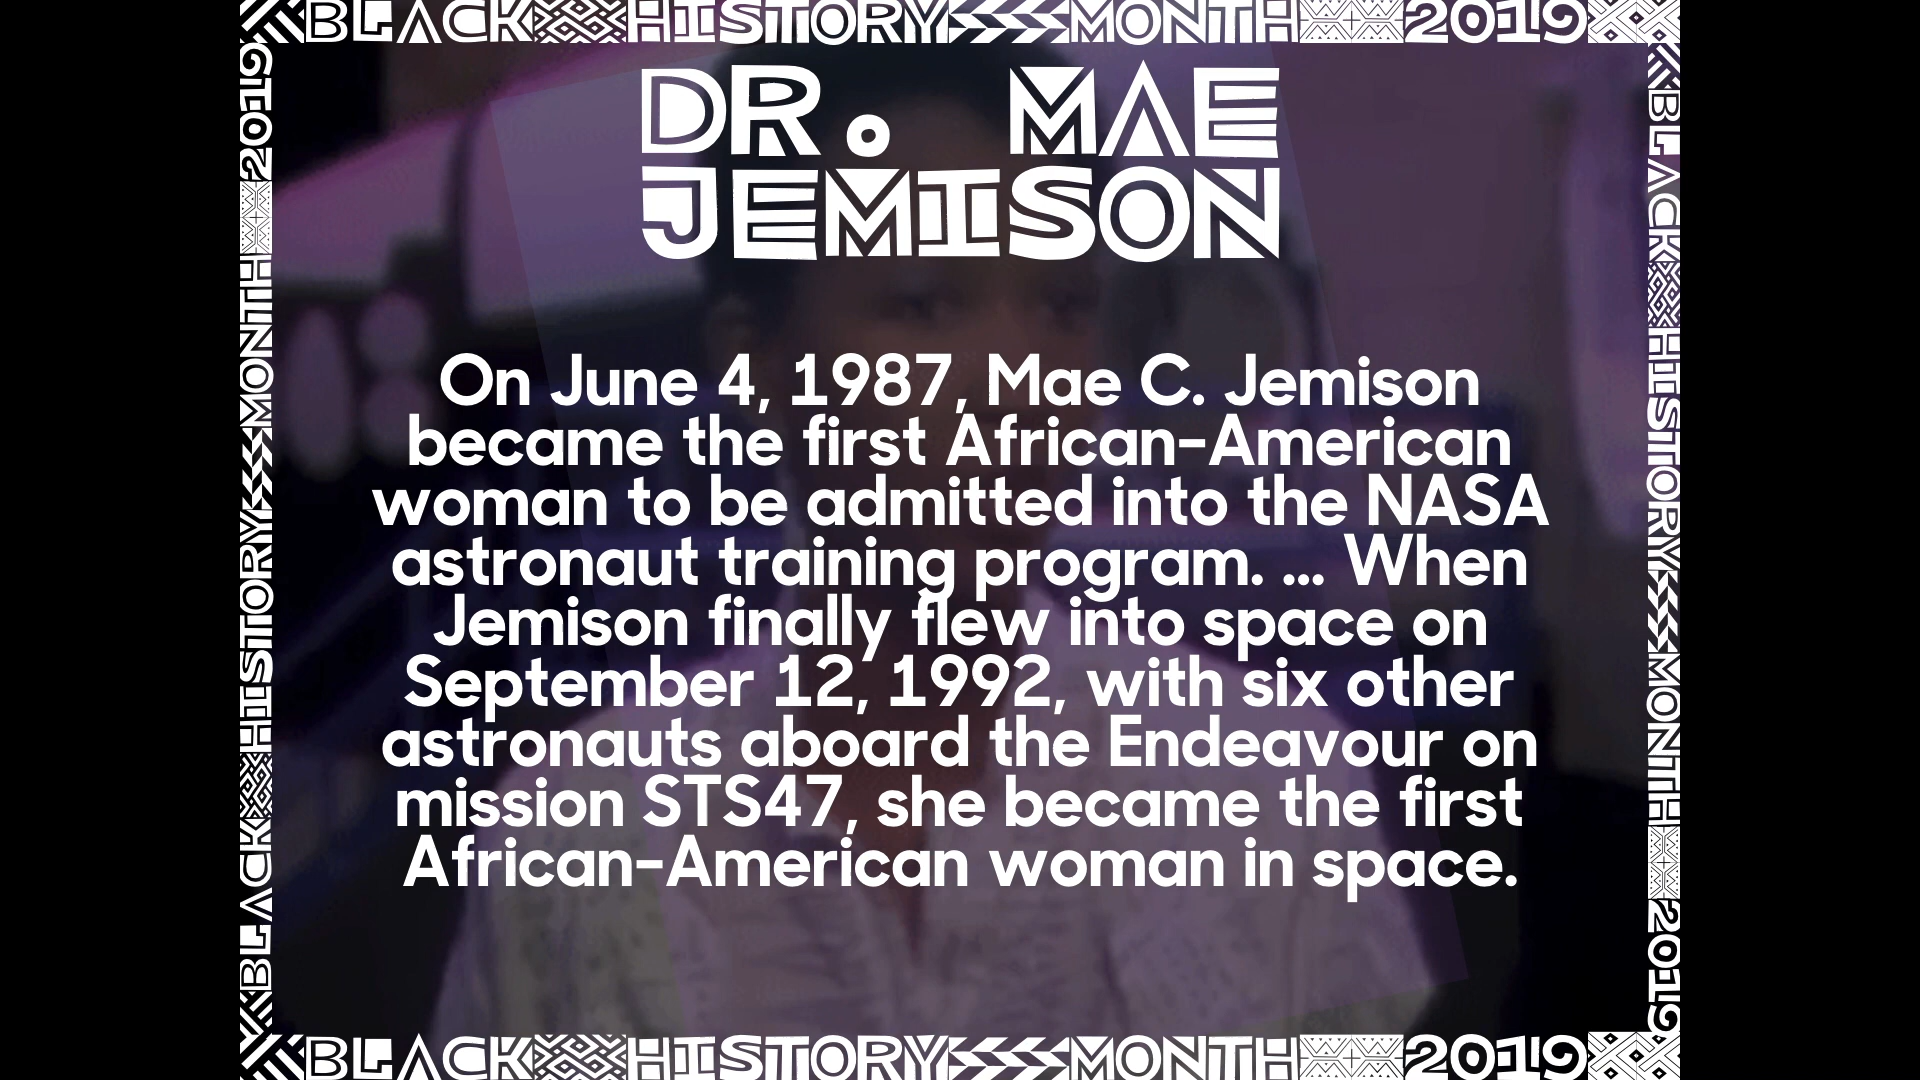 BLACK HISTORY MONTH 2019
DR. MAE
JEMISON
On June 4, 1987, Mae C. Jemison
became the first African-American
woman to be admitted into the NASA
astronaut training program. ... When
Jemison finally flew into space on
September 12, 1992, with six other
astronauts aboard the Endeavour on
mission STS47, she became the first
African-American woman in space.
BLACK HISTORY MONTH 2019
BLACK HISTORY MONTH 2019
BLACK HISTORY MONTH 2019